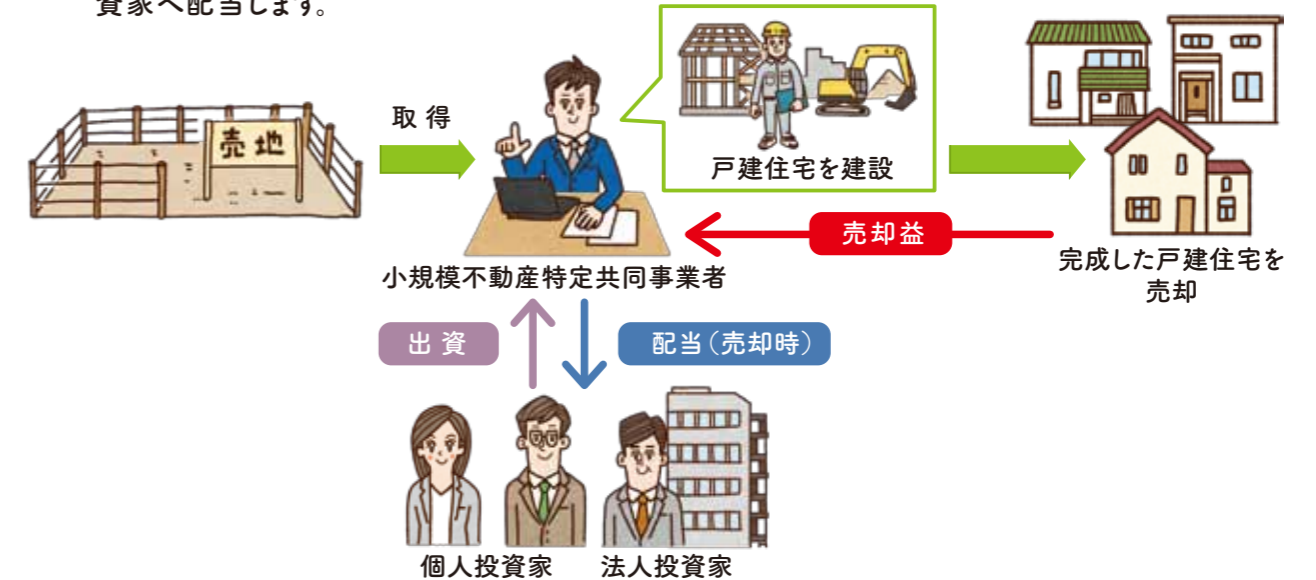 資家へ配当します。
売地
取得
戸建住宅を建設
売却益
完成した戸建住宅を
売却
小規模不動産特定共同事業者
出資
配当（売却時）
個人投資家
法人投資家